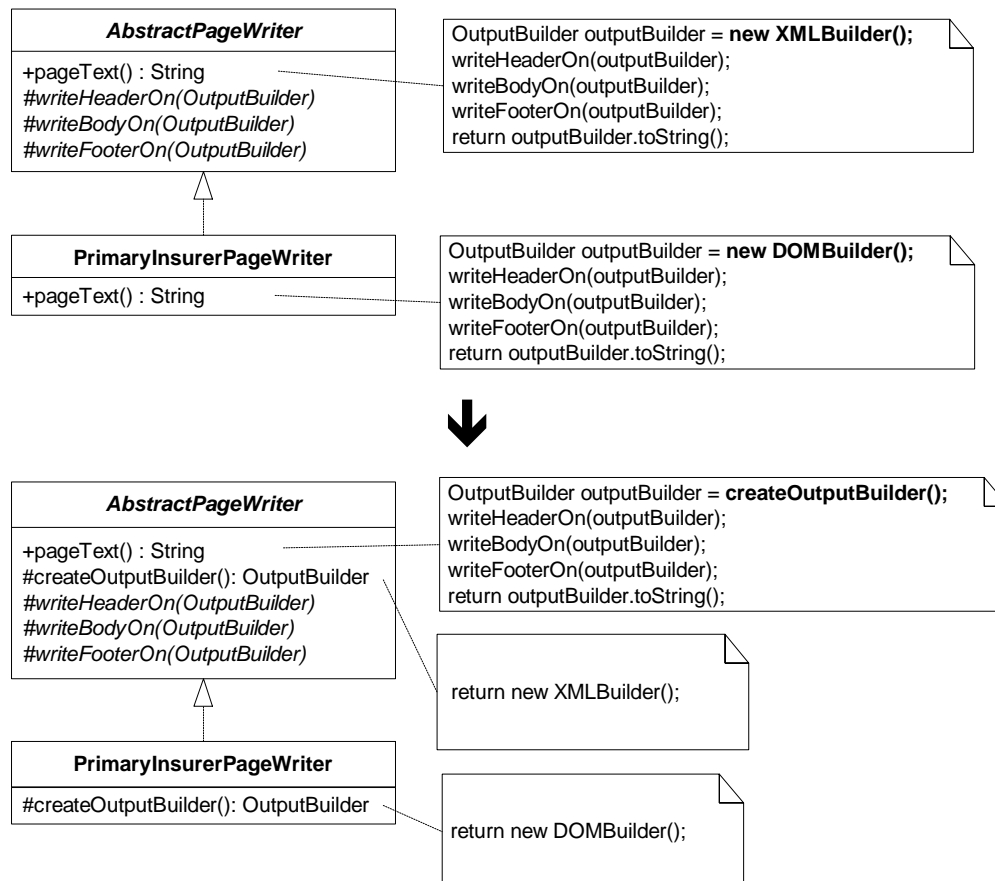 AbstractPageWriter
+pageText() : String
#writeHeaderOn(OutputBuilder)
#writeBodyOn(OutputBuilder)
#writeFooterOn(OutputBuilder)
OutputBuilder outputBuilder = new XMLBuilder();
writeHeaderOn(outputBuilder);
writeBodyOn(outputBuilder);
writeFooterOn(outputBuilder);
return outputBuilder.toString();
PrimaryInsurerPageWriter
+pageText() : String
OutputBuilder outputBuilder = new DOMBuilder();
writeHeaderOn(outputBuilder);
writeBodyOn(outputBuilder);
writeFooterOn(outputBuilder);
return outputBuilder.toString();
AbstractPageWriter
+pageText() : String
#createOutputBuilder(): OutputBuilder
#writeHeaderOn(OutputBuilder)
#writeBodyOn(OutputBuilder)
#writeFooterOn(OutputBuilder)
OutputBuilder outputBuilder = createOutputBuilder();
writeHeaderOn(outputBuilder);
writeBodyOn(outputBuilder);
writeFooterOn(outputBuilder);
return outputBuilder.toString();
return new XMLBuilder();
PrimaryInsurerPageWriter
#createOutputBuilder(): OutputBuilder
return new DOMBuilder();